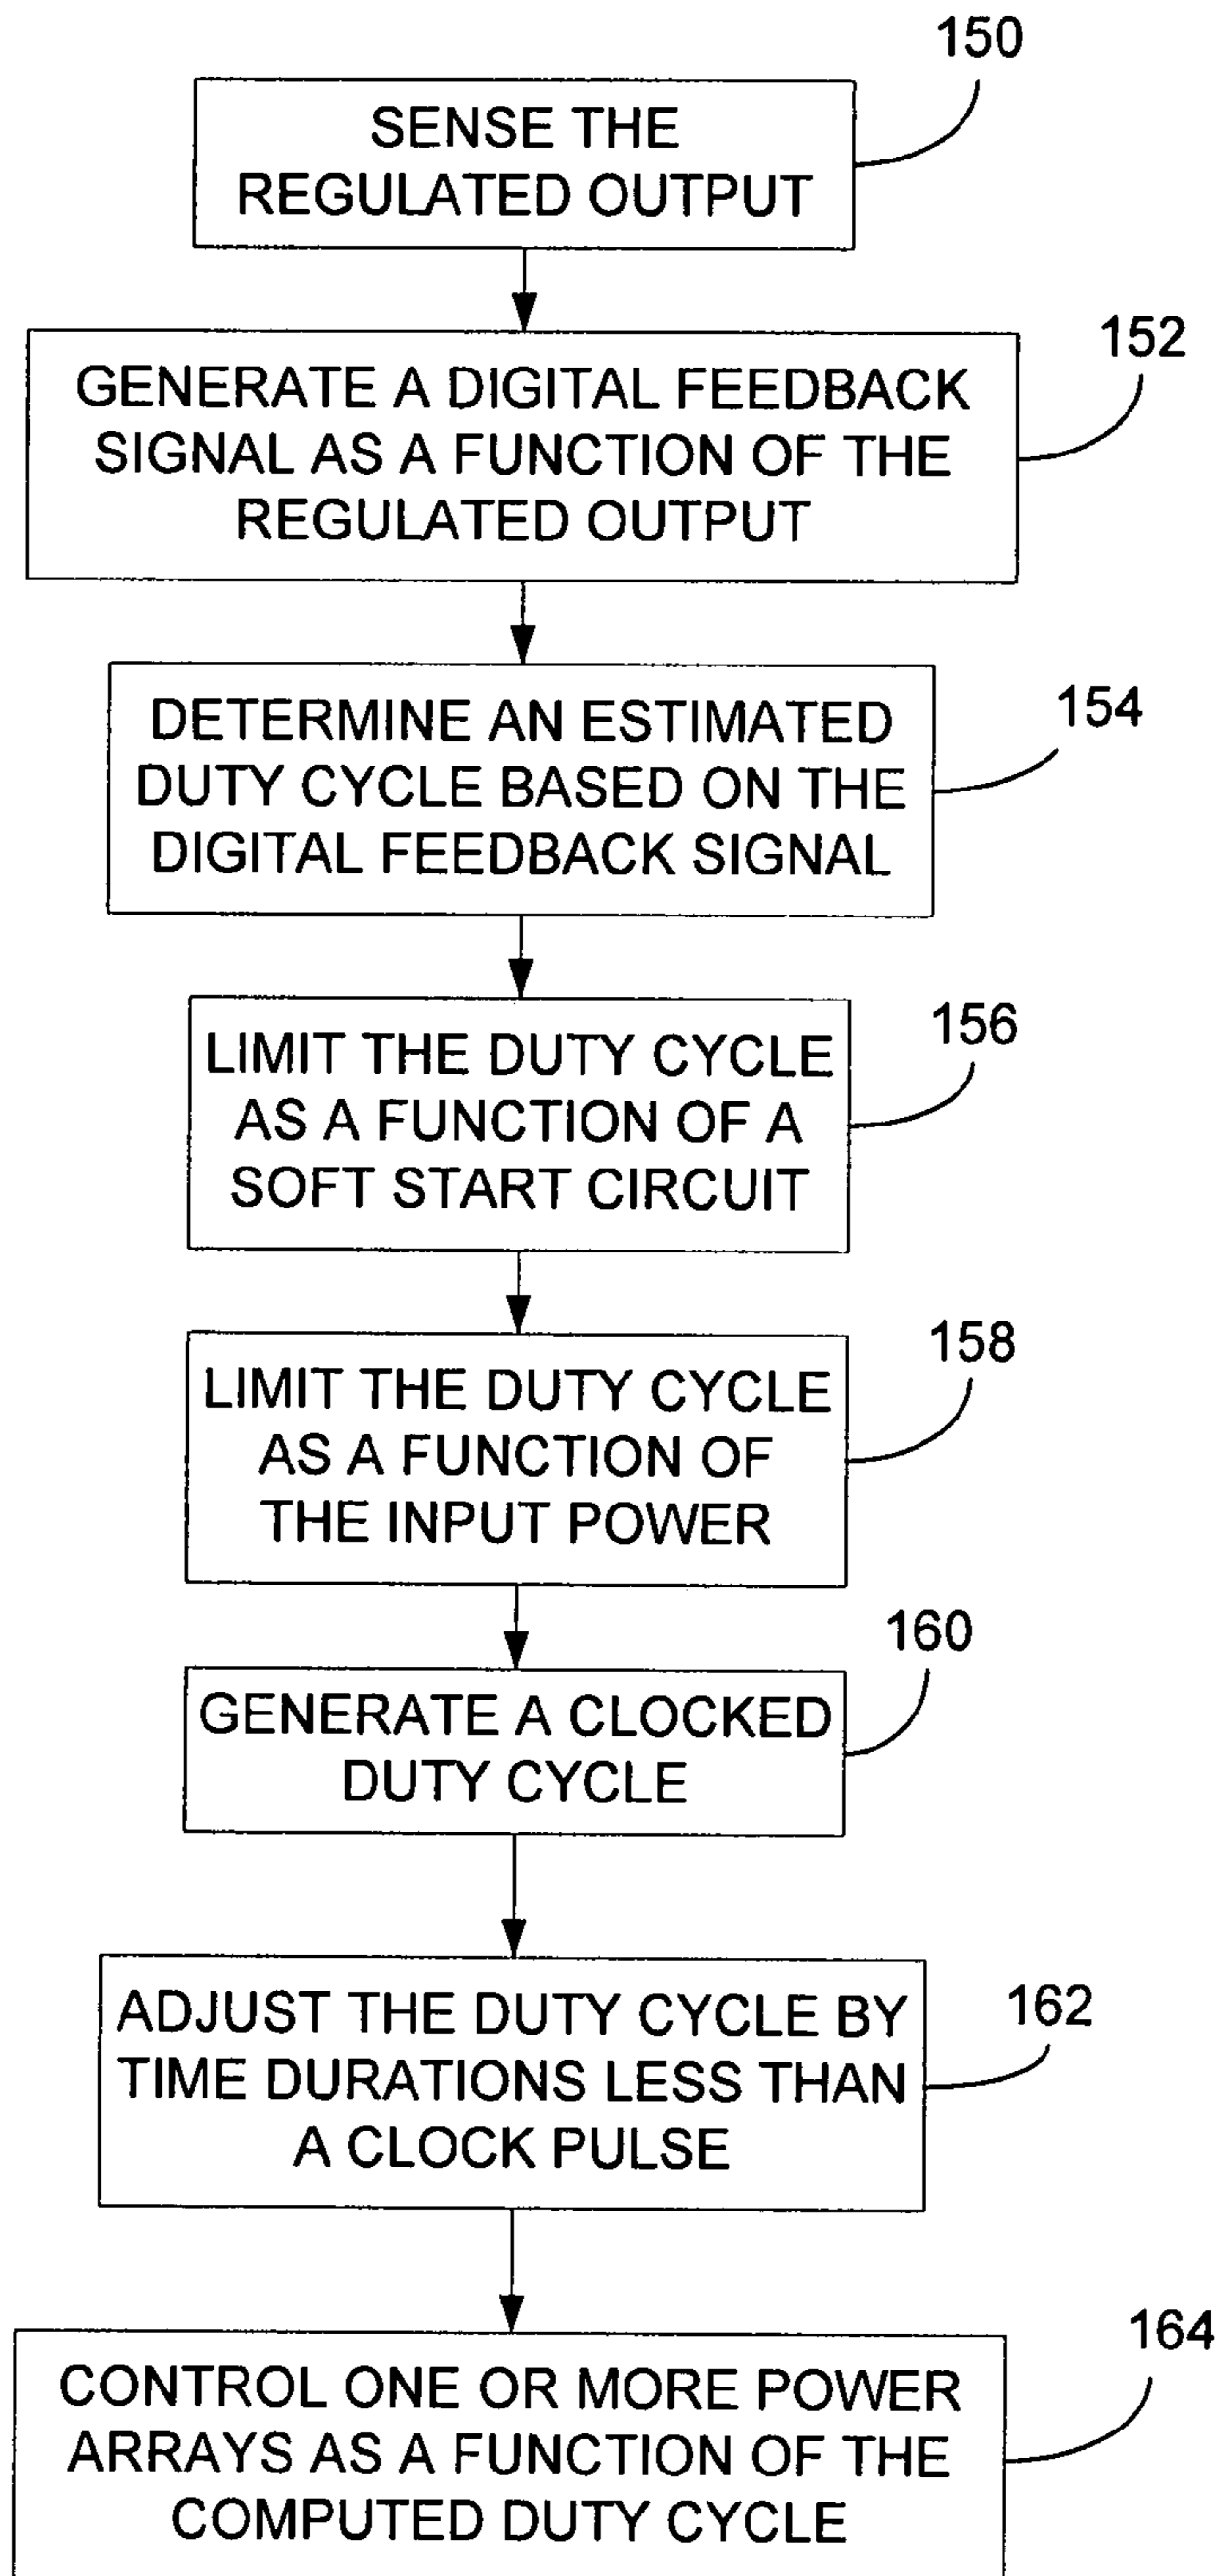 150
SENSE THE
REGULATED OUTPUT
152
GENERATE A DIGITAL FEEDBACK
SIGNAL AS A FUNCTION OF THE
REGULATED OUTPUT
154
DETERMINE AN ESTIMATED
DUTY CYCLE BASED ON THE
DIGITAL FEEDBACK SIGNAL
156
LIMIT THE DUTY CYCLE
AS A FUNCTION OF A
SOFT START CIRCUIT
158
LIMIT THE DUTY CYCLE
AS A FUNCTION OF
THE INPUT POWER
160
GENERATE A CLOCKED
DUTY CYCLE
162
ADJUST THE DUTY CYCLE BY
TIME DURATIONS LESS THAN
A CLOCK PULSE
164
CONTROL ONE OR MORE POWER
ARRAYS AS A FUNCTION OF THE
COMPUTED DUTY CYCLE